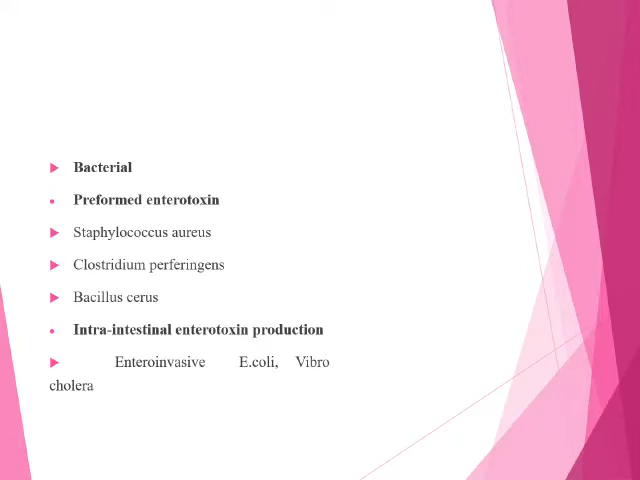 Bacterial
Preformed enterotoxin
Staphylococcus aureus
Clostridium perferingens
Bacillus cerus
Intra-intestinal enterotoxin production
Enteroinvasive E.coli, Vibro
cholera